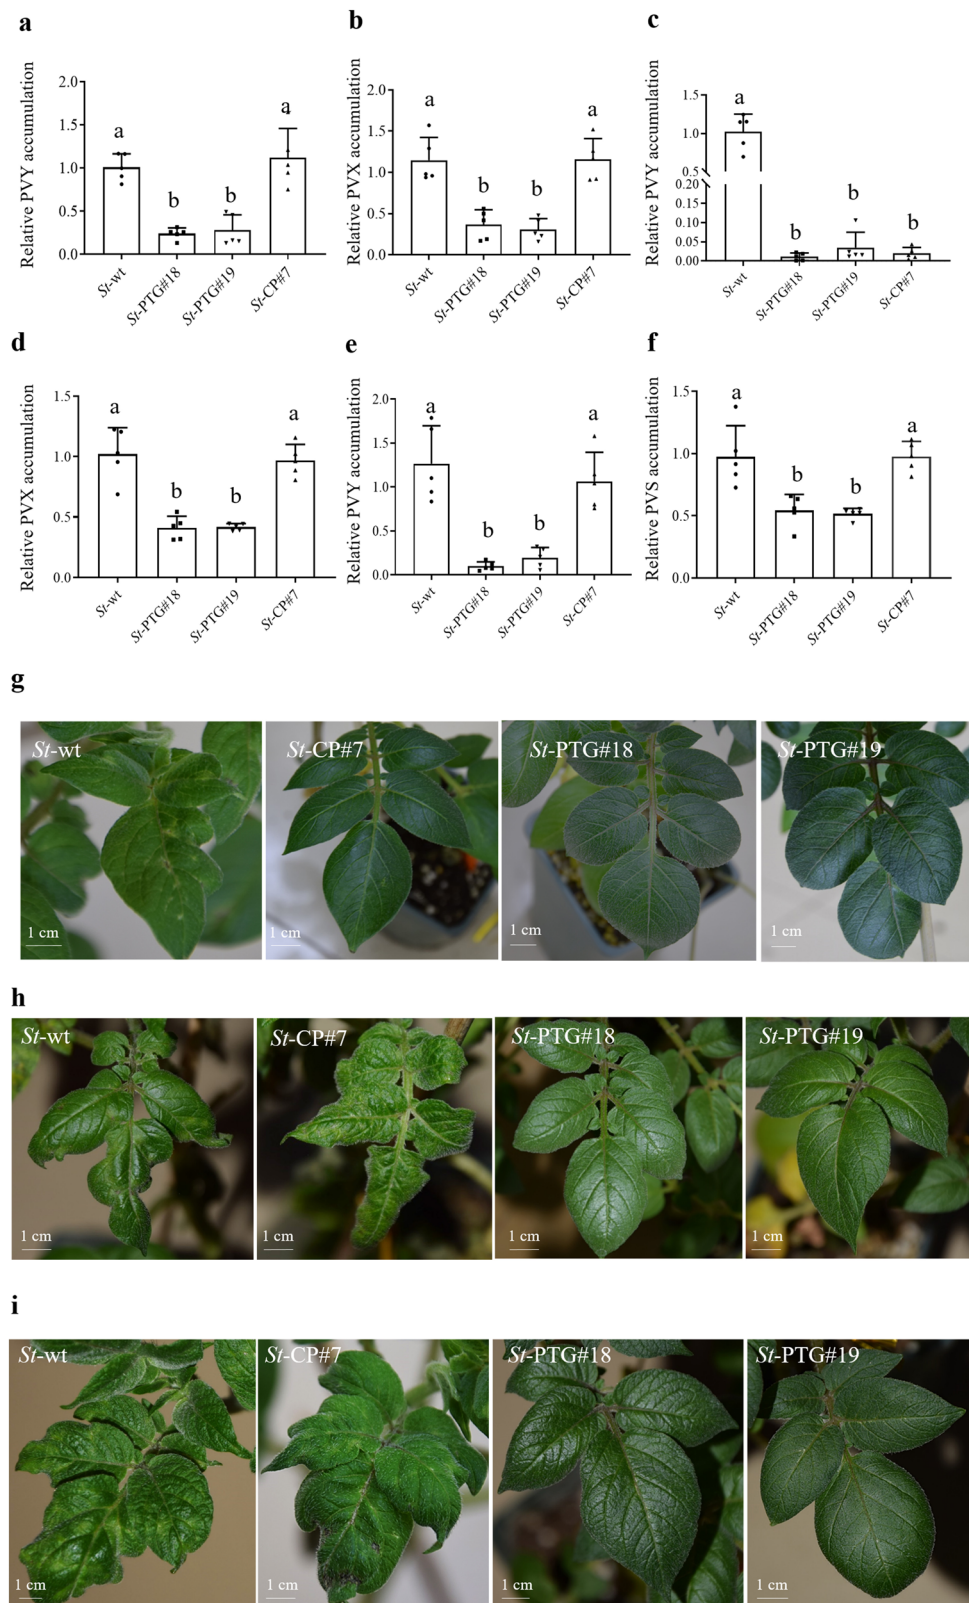 a
Relative PVY accumulation
2.0
1.5
1.0
0.5
0.0
a
b
b
a
St-wt
St-PTG#18
St-PTG#19
St-CP#7
b
Relative PVX accumulation
2.0
1.5
1.0
0.5
0.0
a
b
b
a
St-wt
St-PTG#18
St-PTG#19
St-CP#7
c
Relative PVY accumulation
1.5
1.0
0.5
0.20
0.15
0.10
0.05
0.00
a
b
b
b
St-wt
St-PTG#18
St-PTG#19
St-CP#7
d
Relative PVX accumulation
1.5
1.0
0.5
0.0
a
b
b
a
St-wt
St-PTG#18
St-PTG#19
St-CP#7
e
Relative PVY accumulation
2.0
1.5
1.0
0.5
0.0
a
b
b
a
St-wt
St-PTG#18
St-PTG#19
St-CP#7
f
Relative PVS accumulation
1.5
1.0
0.5
0.0
a
b
b
a
St-wt
St-PTG#18
St-PTG#19
St-CP#7
g
St-wt
1 cm
St-CP#7
1 cm
St-PTG#18
1 cm
St-PTG#19
1 cm
h
St-wt
1 cm
St-CP#7
1 cm
St-PTG#18
1 cm
St-PTG#19
1 cm
i
St-wt
1 cm
St-CP#7
1 cm
St-PTG#18
1 cm
St-PTG#19
1 cm